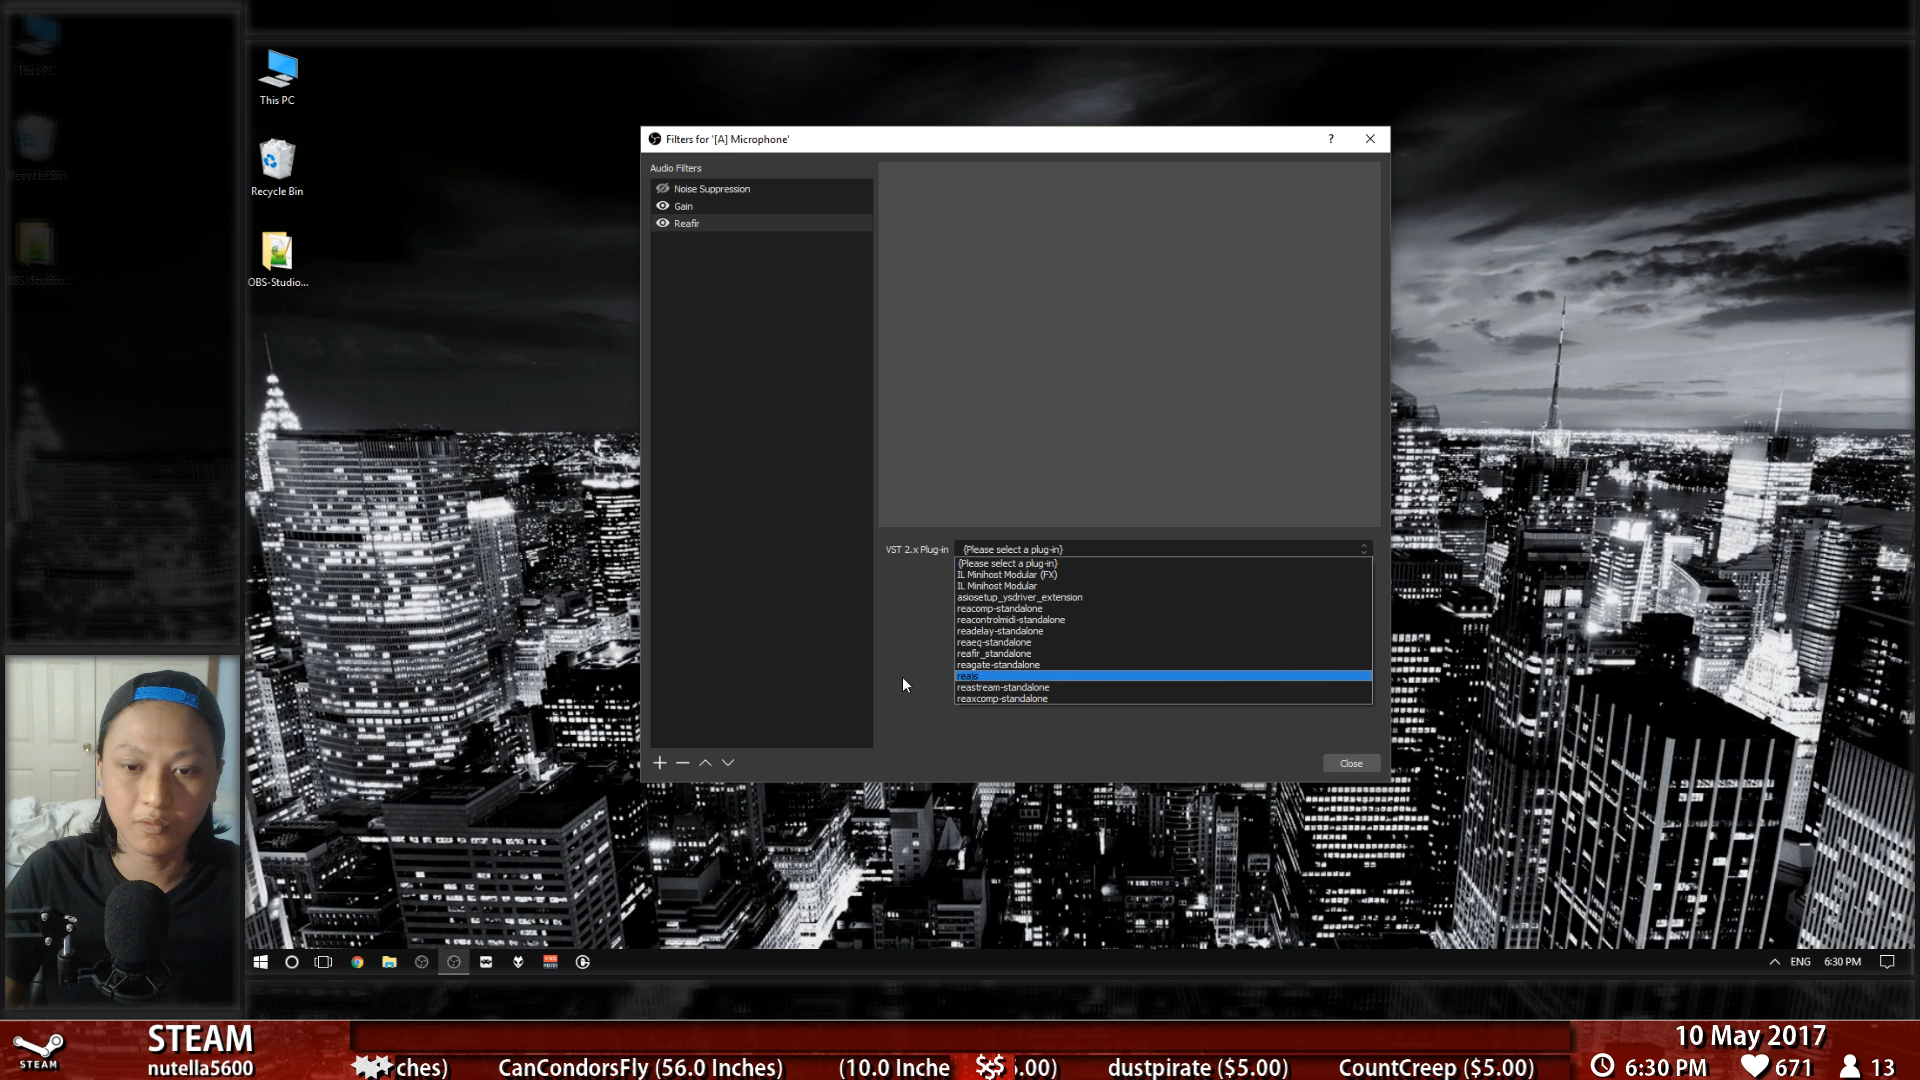 This PC
Recycle Bin
OBS-Studio...
Filters for '[A] Microphone'
?
Audio Filters
Noise Suppression
Gain
Reafir
VST 2.x Plug-in
{Please select a plug-in}
{Please select a plug-in}
IL Minihost Modular (FX)
IL Minihost Modular
asiosetup_ysdriver_extension
reacomp-standalone
reacontrolmidi-standalone
readelay-standalone
reaeq-standalone
reafir_standalone
reagate-standalone
reajs
reastream-standalone
reaxcomp-standalone
Close
ENG
6:30 PM
STEAM
STEAM
nutella5600
ches)
CanCondorsFly (56.0 Inches)
(10.0 Inche
$$
.00)
dustpirate ($5.00)
CountCreep ($5.00)
10 May 2017
6:30 PM
671
13